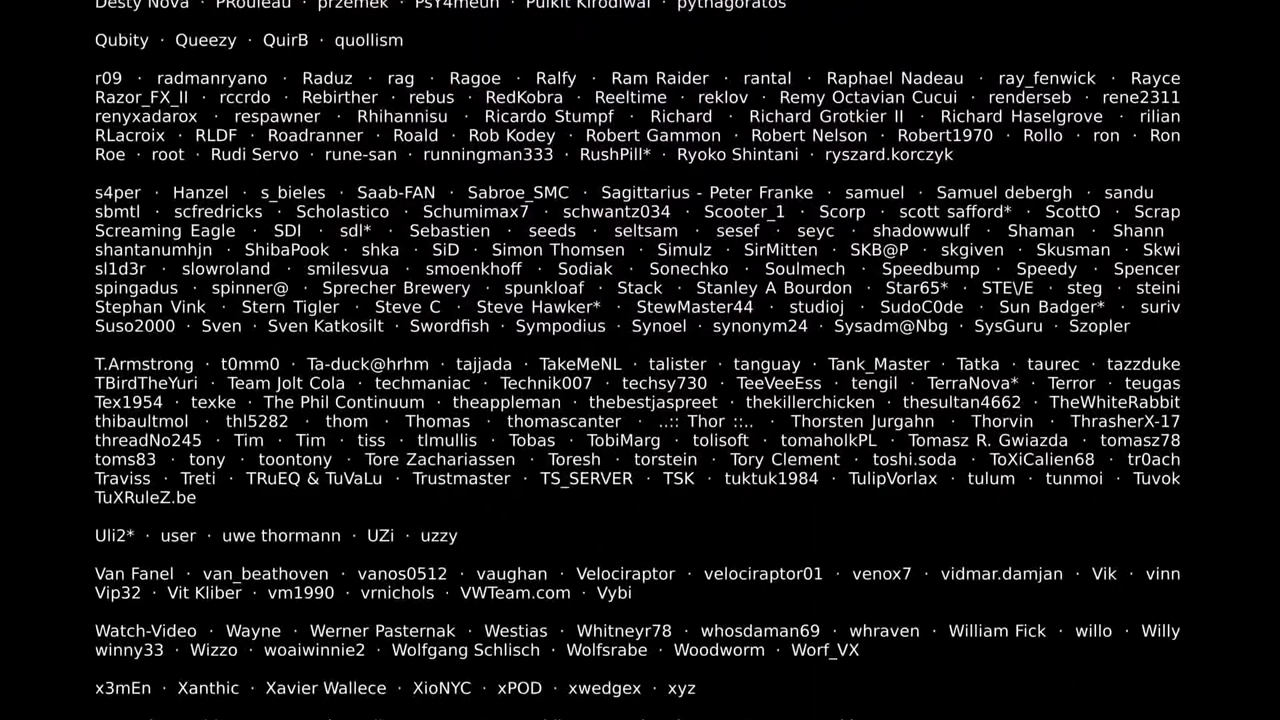 Desty Nova · PRouleau · przemek · PsY4meun · Pulkit Kirodiwal · pythagoratos
Qubity · Queezy · QuirB · quollism
r09 · radmanryano · Raduz · rag · Ragoe · Ralfy · Ram Raider · rantal · Raphael Nadeau · ray_fenwick · Rayce
Razor_FX_II · rccrdo · Rebirther · rebus · RedKobra · Reeltime · reklov · Remy Octavian Cucui · renderseb · rene2311
renyxadarox · respawner · Rhihannisu · Ricardo Stumpf · Richard · Richard Grotkier II · Richard Haselgrove · rilian
RLacroix · RLDF · Roadranner · Roald · Rob Kodey · Robert Gammon · Robert Nelson · Robert1970 · Rollo · ron · Ron
Roe · root · Rudi Servo · rune-san · runningman333 · RushPill* · Ryoko Shintani · ryszard.korczyk
s4per · Hanzel · s_bieles · Saab-FAN · Sabroe_SMC · Sagittarius - Peter Franke · samuel · Samuel debergh · sandu
sbmtl · scfredricks · Scholastico · Schumimax7 · schwantz034 · Scooter_1 · Scorp · scott safford* · ScottO · Scrap
Screaming Eagle · SDI · sdl* · Sebastien · seeds · seltsam · sesef · seyc · shadowwulf · Shaman · Shann
shantanumhjn · ShibaPook · shka · SiD · Simon Thomsen · Simulz · SirMitten · SKB@P · skgiven · Skusman · Skwi
sl1d3r · slowroland · smilesvua · smoenkhoff · Sodiak · Sonechko · Soulmech · Speedbump · Speedy · Spencer
spingadus · spinner@ · Sprecher Brewery · spunkloaf · Stack · Stanley A Bourdon · Star65* · STE\/E · steg · steini
Stephan Vink · Stern Tigler · Steve C · Steve Hawker* · StewMaster44 · studioj · SudoC0de · Sun Badger* · suriv
Suso2000 · Sven · Sven Katkosilt · Swordfish · Sympodius · Synoel · synonym24 · Sysadm@Nbg · SysGuru · Szopler
T.Armstrong · t0mm0 · Ta-duck@hrhm · tajjada · TakeMeNL · talister · tanguay · Tank_Master · Tatka · taurec · tazzduke
TBirdTheYuri · Team Jolt Cola · techmaniac · Technik007 · techsy730 · TeeVeeEss · tengil · TerraNova* · Terror · teugas
Tex1954 · texke · The Phil Continuum · theappleman · thebestjaspreet · thekillerchicken · thesultan4662 · TheWhiteRabbit
thibaultmol · thl5282 · thom · Thomas · thomascanter · ..:: Thor ::.. · Thorsten Jurgahn · Thorvin · ThrasherX-17
threadNo245 · Tim · Tim · tiss · tlmullis · Tobas · TobiMarg · tolisoft · tomaholkPL · Tomasz R. Gwiazda · tomasz78
toms83 · tony · toontony · Tore Zachariassen · Toresh · torstein · Tory Clement · toshi.soda · ToXiCalien68 · tr0ach
Traviss · Treti · TRuEQ & TuVaLu · Trustmaster · TS_SERVER · TSK · tuktuk1984 · TulipVorlax · tulum · tunmoi · Tuvok
TuXRuleZ.be
Uli2* · user · uwe thormann · UZi · uzzy
Van Fanel · van_beathoven · vanos0512 · vaughan · Velociraptor · velociraptor01 · venox7 · vidmar.damjan · Vik · vinn
Vip32 · Vit Kliber · vm1990 · vrnichols · VWTeam.com · Vybi
Watch-Video · Wayne · Werner Pasternak · Westias · Whitneyr78 · whosdaman69 · whraven · William Fick · willo · Willy
winny33 · Wizzo · woaiwinnie2 · Wolfgang Schlisch · Wolfsrabe · Woodworm · Worf_VX
x3mEn · Xanthic · Xavier Wallece · XioNYC · xPOD · xwedgex · xyz